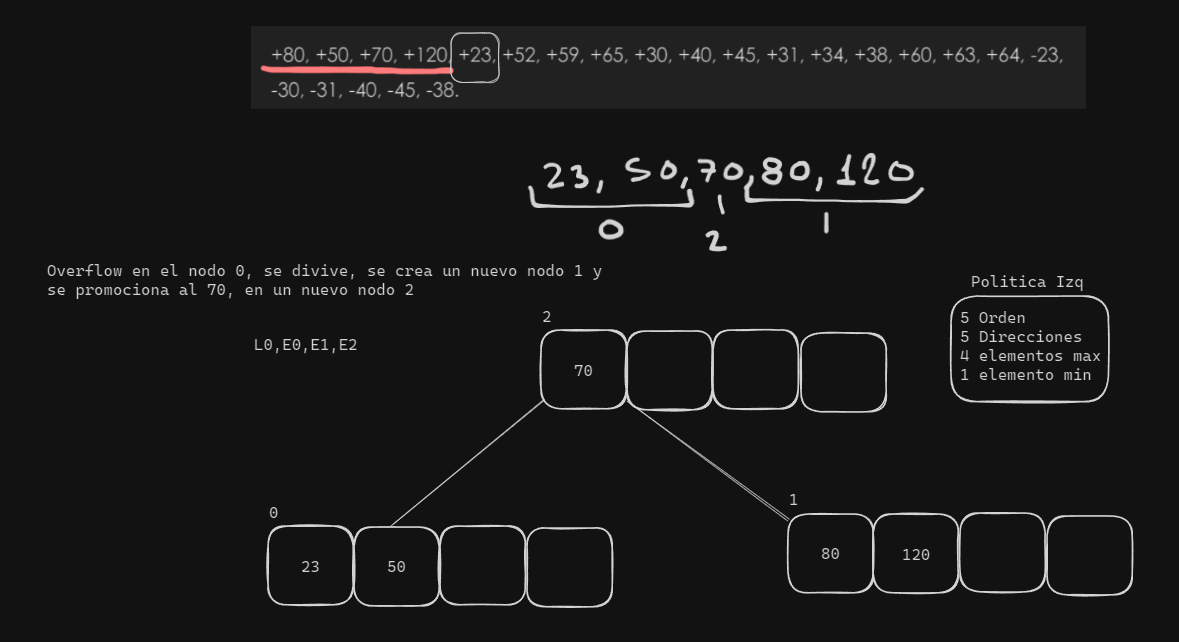 +80, +50, +70, +120, +23, +52, +59, +65, +30, +40, +45, +31, +34, +38, +60, +63, +64, -23,
-30, -31, -40, -45, -38.
23, 50, 70, 80, 120
0 2 1
Overflow en el nodo 0, se divive, se crea un nuevo nodo 1 y
se promociona al 70, en un nuevo nodo 2
Politica Izq
5 Orden
5 Direcciones
4 elementos max
1 elemento min
L0,E0,E1,E2
2
70
0
23 50
1
80 120